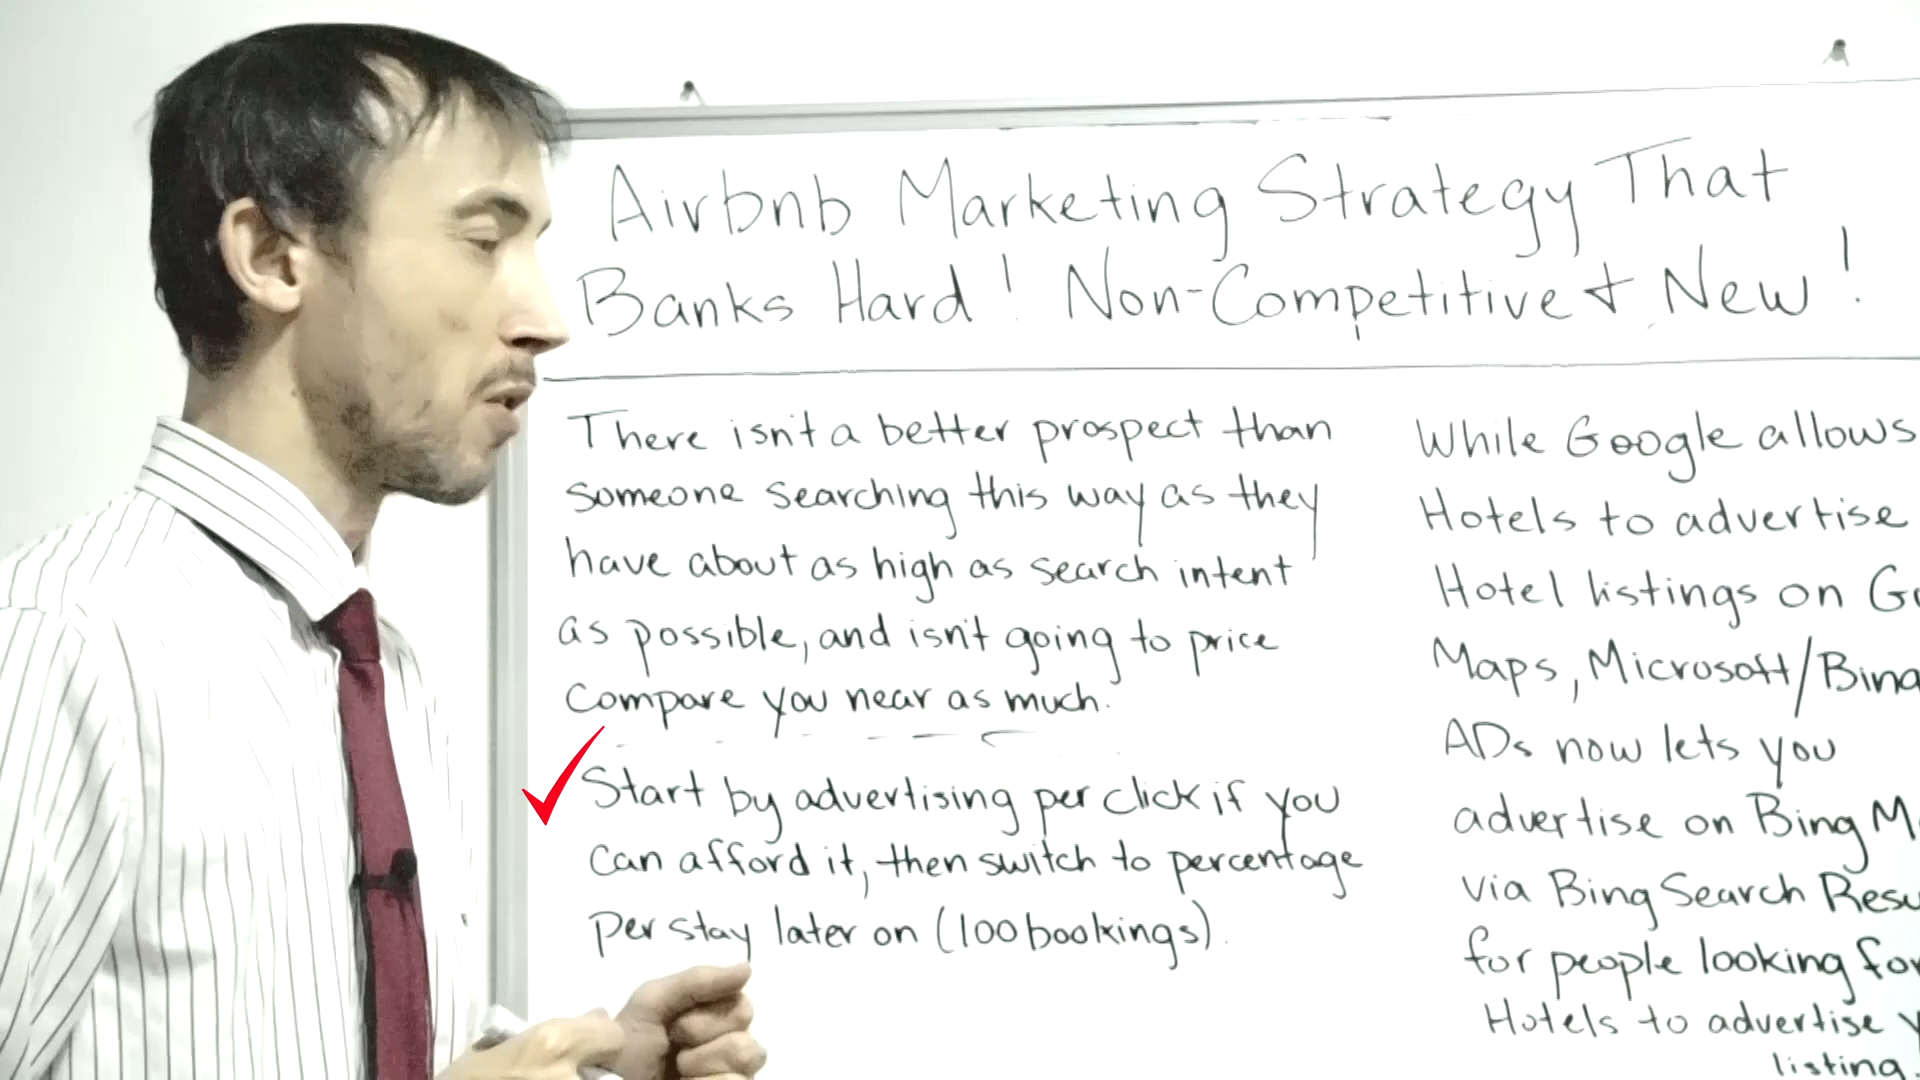 Airbnb Marketing Strategy That
Banks Hard! Non-Competitive & New!
There isn't a better prospect than
someone searching this way as they
have about as high as search intent
as possible, and isn't going to price
compare you near as much.
Start by advertising per click if you
can afford it, then switch to percentage
per stay later on (100 bookings).
While Google allows
Hotels to advertise
Hotel listings on
Maps, Microsoft/Bing
ADs now lets you
advertise on Bing
via Bing Search
for people looking for
Hotels to advertise
listing.